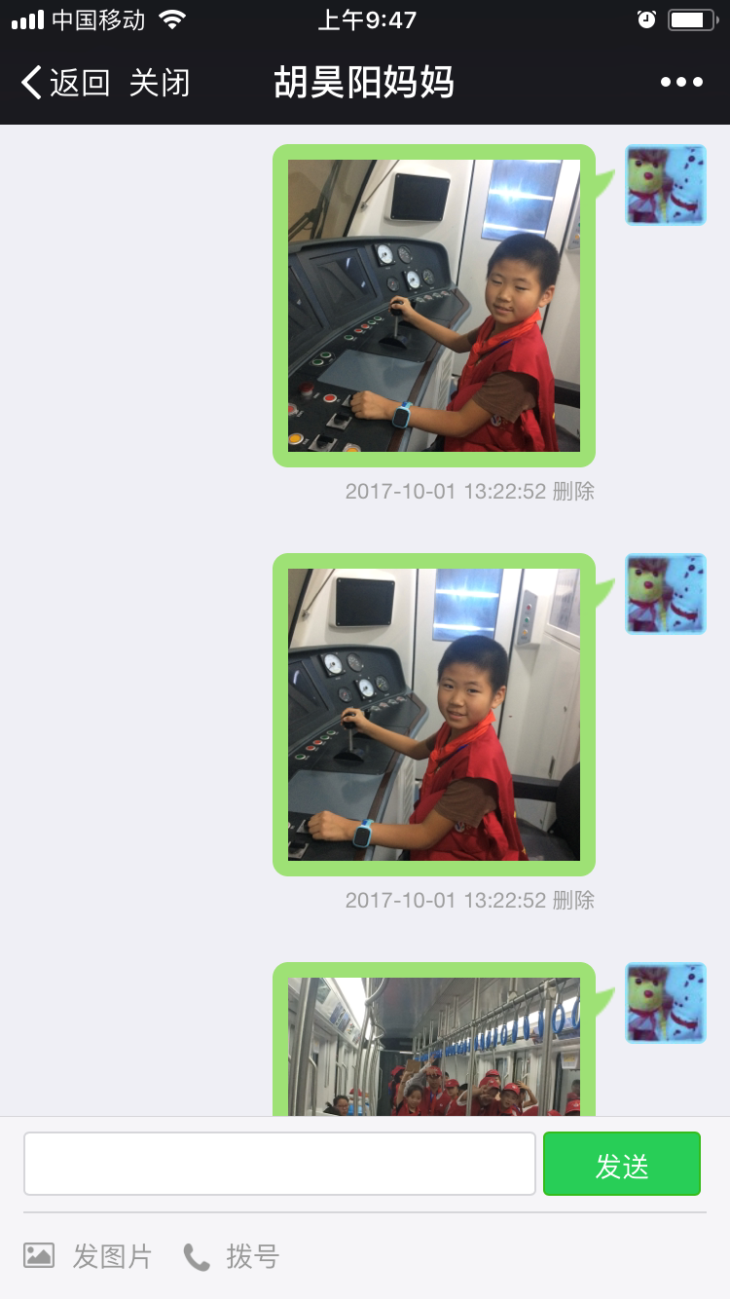 中国移动 上午9:47
返回 关闭 胡昊阳妈妈
2017-10-01 13:22:52 删除
2017-10-01 13:22:52 删除
发送
发图片 拨号